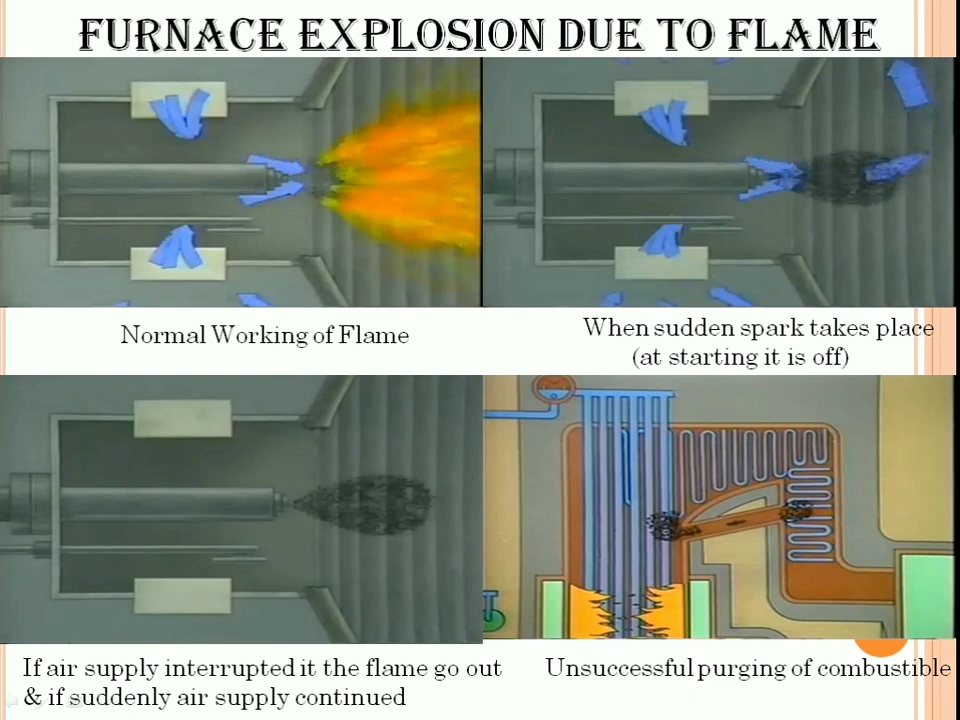 FURNACE EXPLOSION DUE TO FLAME
Normal Working of Flame
When sudden spark takes place
(at starting it is off)
If air supply interrupted it the flame go out
& if suddenly air supply continued
Unsuccessful purging of combustible